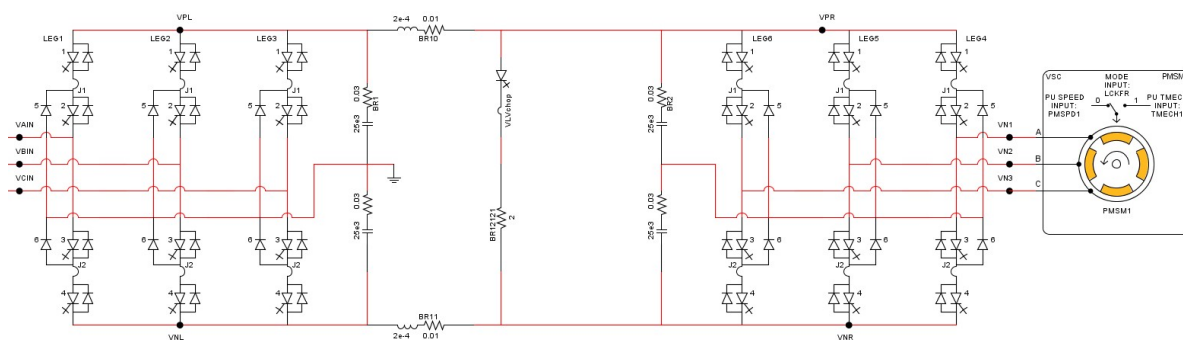 VPL
2e-4
0.01
BR10
VPR
LEG1
LEG2
LEG3
LEG6
LEG5
LEG4
1
1
1
1
1
1
J1
J1
J1
J1
J1
J1
5
5
5
5
5
5
2
2
2
2
2
2
0.03
BR1
25e3
VLVchop
0.03
BR2
25e3
VSC
MODE
INPUT:
LCKFR
PMSM
PU SPEED
INPUT:
PMSPD1
0
1
PU TMECH
INPUT:
TMECH1
VAIN
VBIN
VCIN
VN1
A
VN2
B
VN3
C
PMSM1
0.03
25e3
BR12121
2
0.03
25e3
6
6
6
6
6
6
3
3
3
3
3
3
J2
J2
J2
J2
J2
J2
4
4
4
4
4
4
VNL
2e-4
BR11
0.01
VNR